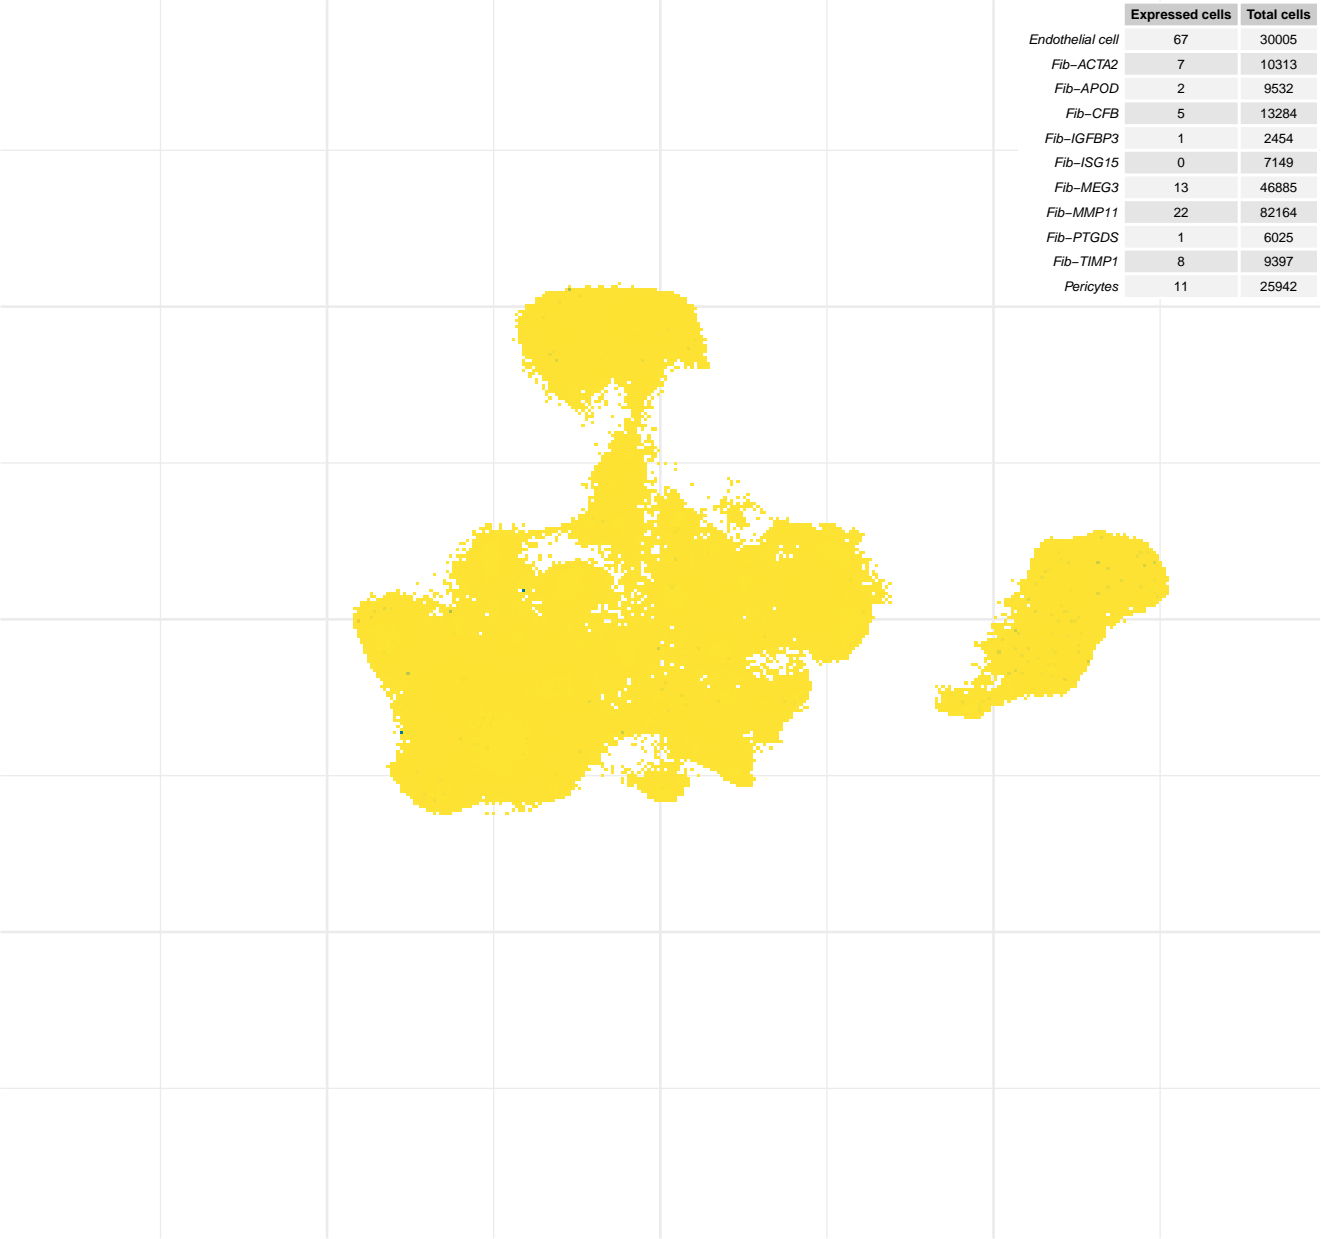 Expressed cells Total cells
Endothelial cell 67 30005
Fib−ACTA2 7 10313
Fib−APOD 2 9532
Fib−CFB 5 13284
Fib−IGFBP3 1 2454
Fib−ISG15 0 7149
Fib−MEG3 13 46885
Fib−MMP11 22 82164
Fib−PTGDS 1 6025
Fib−TIMP1 8 9397
Pericytes 11 25942